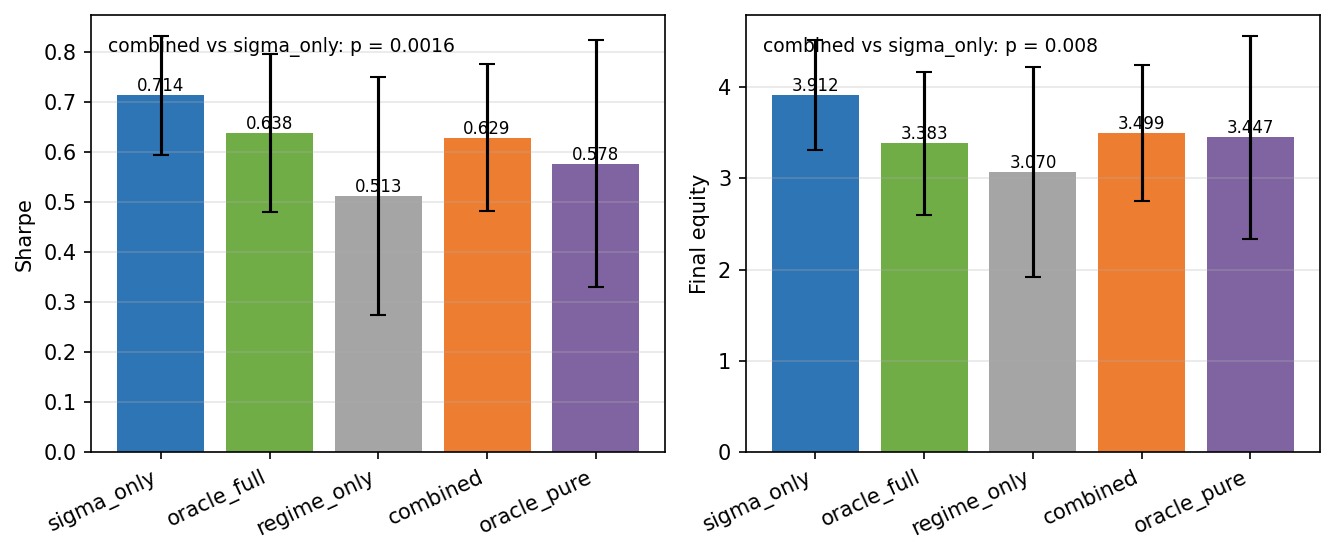 combined vs sigma_only: p = 0.0016
Sharpe
0.8
0.7
0.6
0.5
0.4
0.3
0.2
0.1
0.0
0.714
0.638
0.513
0.629
0.578
sigma_only
oracle_full
regime_only
combined
oracle_pure
combined vs sigma_only: p = 0.008
Final equity
4
3
2
1
0
3.912
3.383
3.070
3.499
3.447
sigma_only
oracle_full
regime_only
combined
oracle_pure